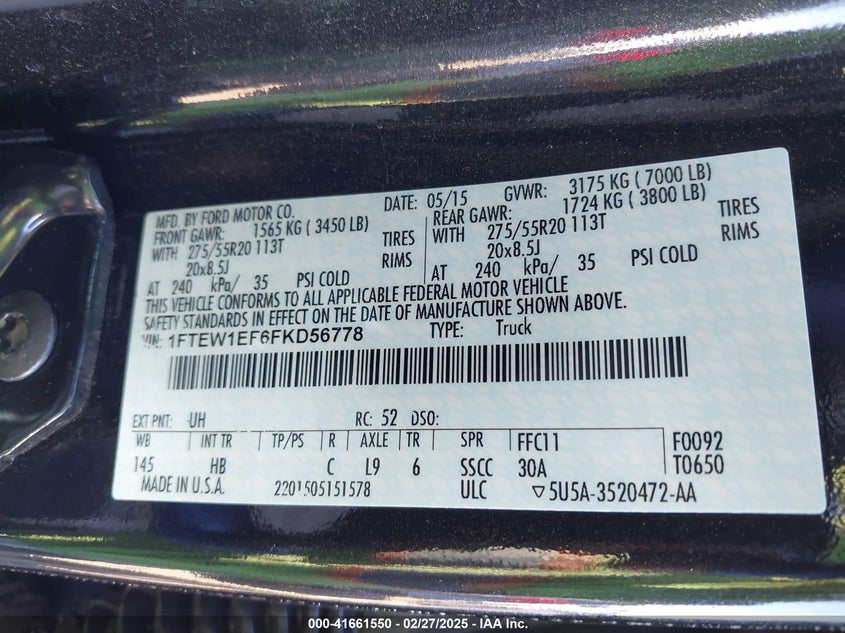 MFD. BY FORD MOTOR CO. DATE: 05/15 GVWR: 3175 KG ( 7000 LB)
FRONT GAWR: 1565 KG ( 3450 LB) REAR GAWR: 1724 KG ( 3800 LB)
WITH 275/55R20 113T TIRES WITH 275/55R20 113T TIRES
20x8.5J RIMS 20x8.5J RIMS
AT 240 kPa/ 35 PSI COLD AT 240 kPa/ 35 PSI COLD
THIS VEHICLE CONFORMS TO ALL APPLICABLE FEDERAL MOTOR VEHICLE
SAFETY STANDARDS IN EFFECT ON THE DATE OF MANUFACTURE SHOWN ABOVE.
VIN: 1FTEW1EF6FKD56778 TYPE: Truck
EXT PNT: UH RC: 52 DSO:
WB INT TR TP/PS R AXLE TR SPR FFC11 F0092
145 HB C L9 6 SSCC 30A T0650
MADE IN U.S.A. 2201505151578 ULC ▽5U5A-3520472-AA
000-41661550 - 02/27/2025 - IAA Inc.